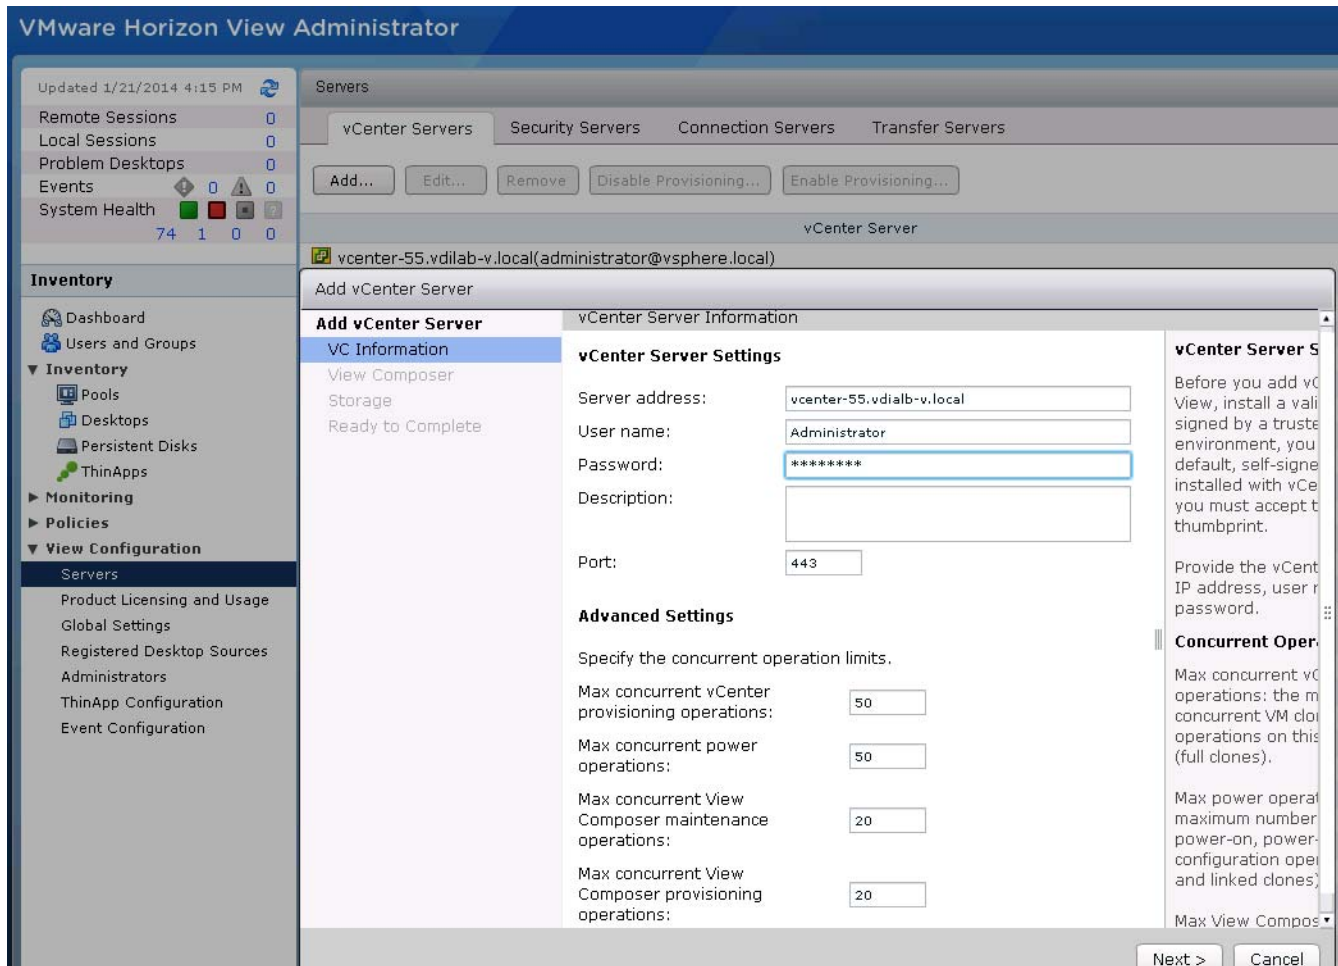 VMware Horizon View Administrator
Updated 1/21/2014 4:15 PM
Remote Sessions 0
Local Sessions 0
Problem Desktops 0
Events 0 0
System Health
74 1 0 0
Inventory
Dashboard
Users and Groups
Inventory
Pools
Desktops
Persistent Disks
ThinApps
Monitoring
Policies
View Configuration
Servers
Product Licensing and Usage
Global Settings
Registered Desktop Sources
Administrators
ThinApp Configuration
Event Configuration
Servers
vCenter Servers Security Servers Connection Servers Transfer Servers
Add... Edit... Remove Disable Provisioning... Enable Provisioning...
vCenter Server
vcenter-55.vdilab-v.local(administrator@vsphere.local)
Add vCenter Server
Add vCenter Server
VC Information
View Composer
Storage
Ready to Complete
vCenter Server Information
vCenter Server Settings
Server address: vcenter-55.vdialb-v.local
User name: Administrator
Password: ********
Description:
Port: 443
Advanced Settings
Specify the concurrent operation limits.
Max concurrent vCenter
provisioning operations: 50
Max concurrent power
operations: 50
Max concurrent View
Composer maintenance 20
operations:
Max concurrent View
Composer provisioning 20
operations:
vCenter Server S
Before you add vC
View, install a vali
signed by a truste
environment, you
default, self-signe
installed with vCe
you must accept t
thumbprint.
Provide the vCent
IP address, user n
password.
Concurrent Oper
Max concurrent vC
operations: the m
concurrent VM clo
operations on this
(full clones).
Max power operat
maximum number
power-on, power-
configuration oper
and linked clones)
Max View Compos
Next > Cancel